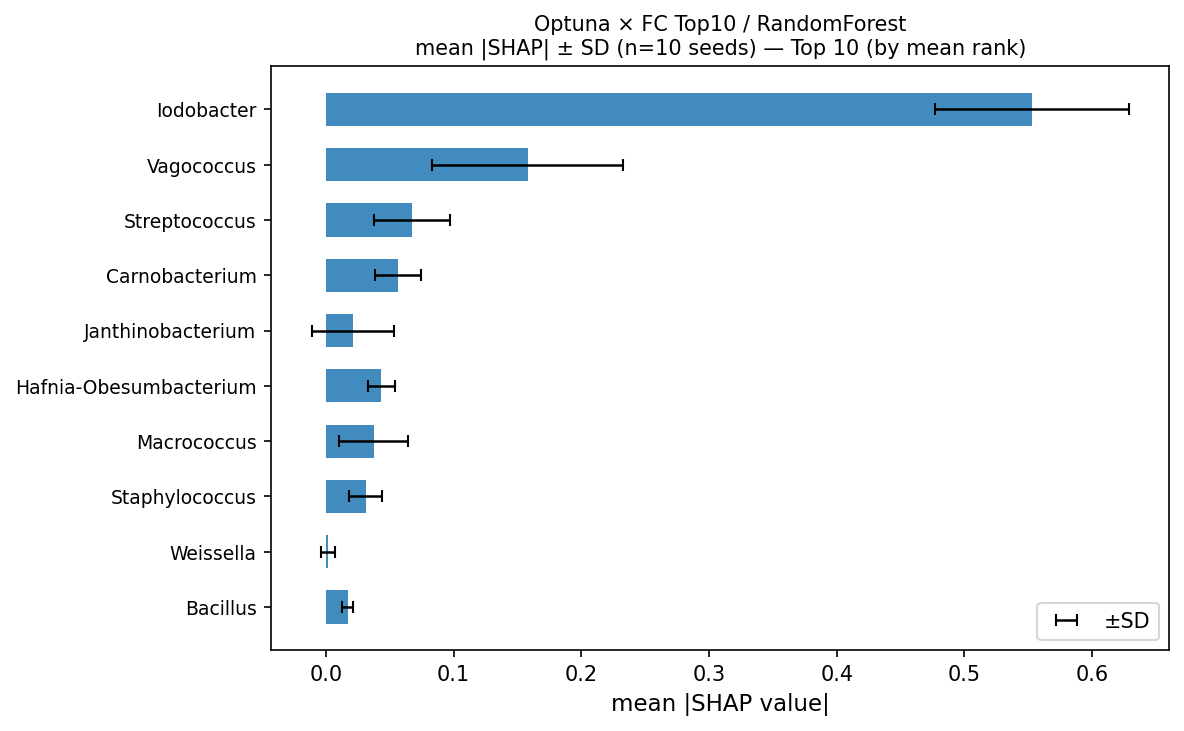 Optuna × FC Top10 / RandomForest
mean |SHAP| ± SD (n=10 seeds) — Top 10 (by mean rank)
Iodobacter
Vagococcus
Streptococcus
Carnobacterium
Janthinobacterium
Hafnia-Obesumbacterium
Macrococcus
Staphylococcus
Weissella
Bacillus
±SD
0.0 0.1 0.2 0.3 0.4 0.5 0.6
mean |SHAP value|